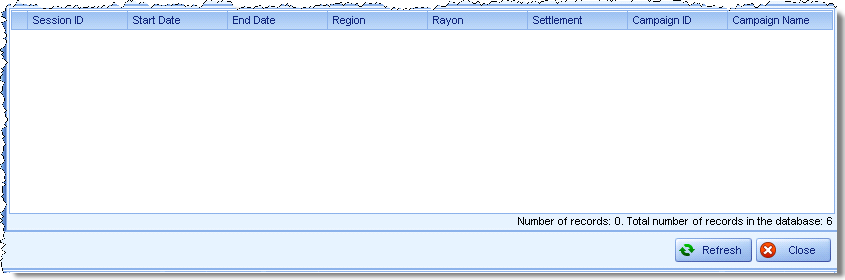 Session ID Start Date End Date Region Rayon Settlement Campaign ID Campaign Name
Number of records: 0. Total number of records in the database: 6
Refresh Close